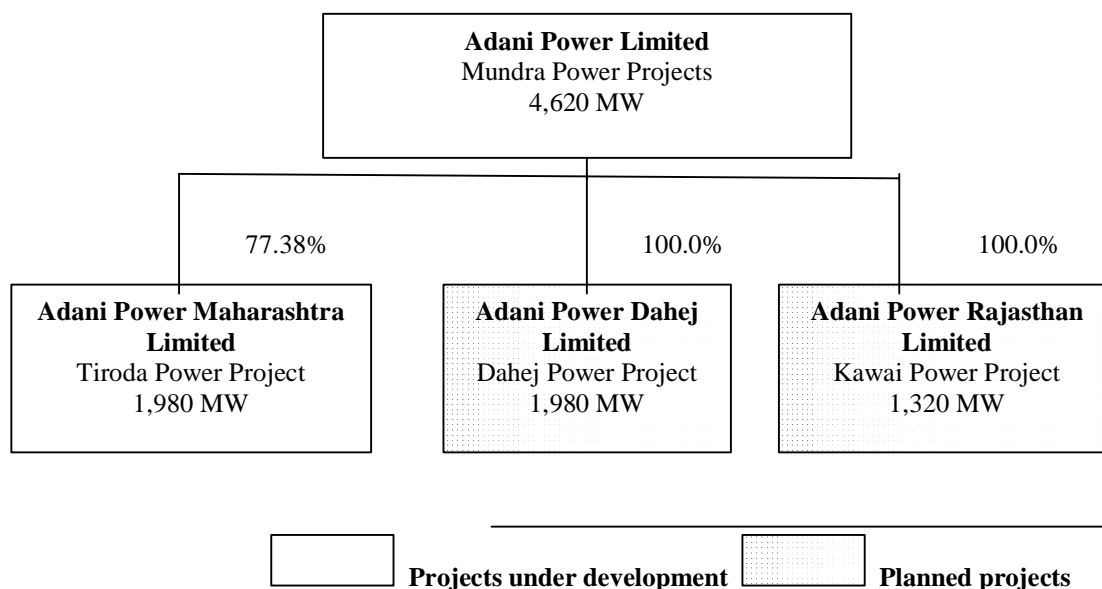 Adani Power Limited
Mundra Power Projects
4,620 MW
77.38%
100.0%
100.0%
Adani Power Maharashtra
Limited
Tiroda Power Project
1,980 MW
Adani Power Dahej
Limited
Dahej Power Project
1,980 MW
Adani Power Rajasthan
Limited
Kawai Power Project
1,320 MW
Projects under development
Planned projects